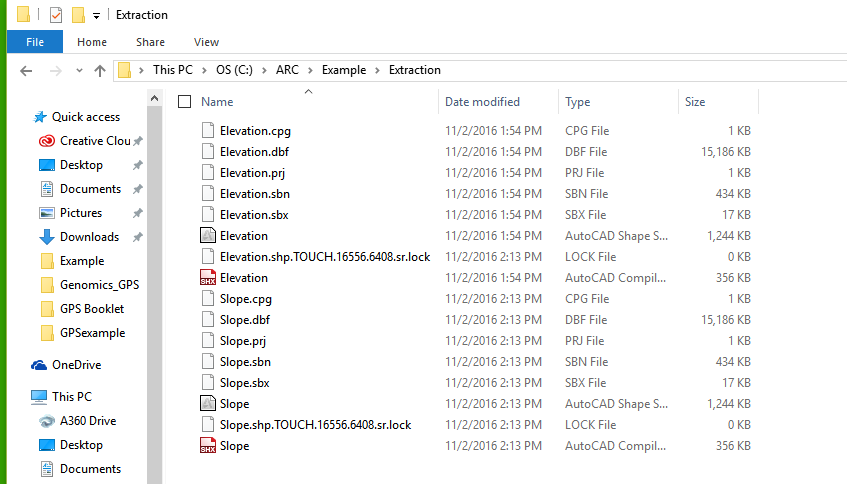 Extraction
File Home Share View
This PC > OS (C:) > ARC > Example > Extraction
Name Date modified Type Size
Quick access
Creative Clou
Desktop
Documents
Pictures
Downloads
Example
Genomics_GPS
GPS Booklet
GPSexample
OneDrive
This PC
A360 Drive
Desktop
Documents
Elevation.cpg 11/2/2016 1:54 PM CPG File 1 KB
Elevation.dbf 11/2/2016 1:54 PM DBF File 15,186 KB
Elevation.prj 11/2/2016 1:54 PM PRJ File 1 KB
Elevation.sbn 11/2/2016 1:54 PM SBN File 434 KB
Elevation.sbx 11/2/2016 1:54 PM SBX File 17 KB
Elevation 11/2/2016 1:54 PM AutoCAD Shape S... 1,244 KB
Elevation.shp.TOUCH.16556.6408.sr.lock 11/2/2016 1:54 PM LOCK File 0 KB
SHX Elevation 11/2/2016 1:54 PM AutoCAD Compil... 356 KB
Slope.cpg 11/2/2016 2:13 PM CPG File 1 KB
Slope.dbf 11/2/2016 2:13 PM DBF File 15,186 KB
Slope.prj 11/2/2016 2:13 PM PRJ File 1 KB
Slope.sbn 11/2/2016 2:13 PM SBN File 434 KB
Slope.sbx 11/2/2016 2:13 PM SBX File 17 KB
Slope 11/2/2016 2:13 PM AutoCAD Shape S... 1,244 KB
Slope.shp.TOUCH.16556.6408.sr.lock 11/2/2016 2:13 PM LOCK File 0 KB
SHX Slope 11/2/2016 2:13 PM AutoCAD Compil... 356 KB